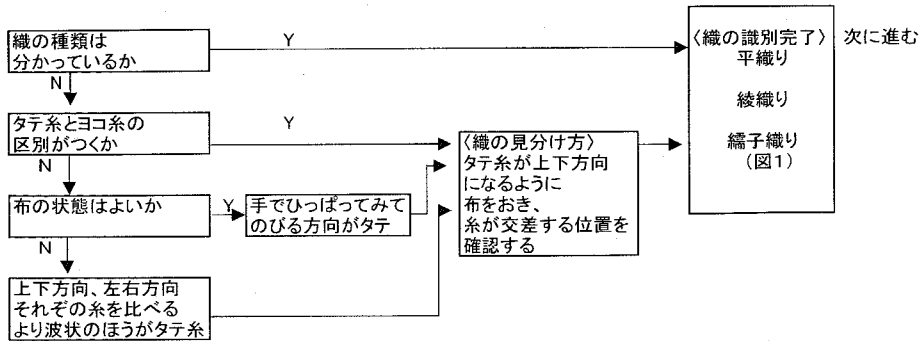 織の種類は
分かっているか
Y
N
タテ糸とヨコ糸の
区別がつくか
Y
N
布の状態はよいか
Y
手でひっぱってみて
のびる方向がタテ
N
上下方向、左右方向
それぞの糸を比べる
より波状のほうがタテ糸
〈織の見分け方〉
タテ糸が上下方向
になるように
布をおき、
糸が交差する位置を
確認する
〈織の識別完了〉
平織り
綾織り
繻子織り
(図1)
次に進む